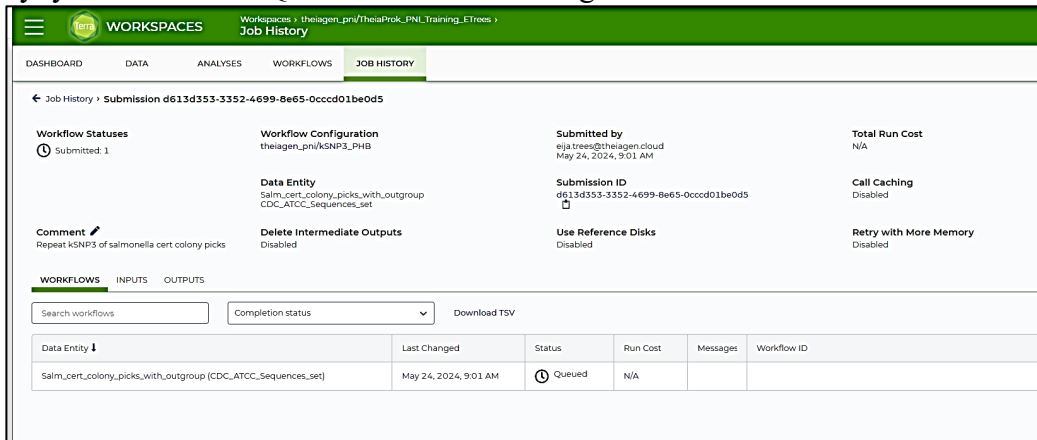 Terra
WORKSPACES
Workspaces › theiagen_pni/TheiaProk_PNI_Training_ETrees ›
Job History
DASHBOARD DATA ANALYSES WORKFLOWS JOB HISTORY
← Job History › Submission d613d353-3352-4699-8e65-0cccd01be0d5
Workflow Statuses
Submitted: 1
Workflow Configuration
theiagen_pni/kSNP3_PHB
Submitted by
eija.trees@theiagen.cloud
May 24, 2024, 9:01 AM
Total Run Cost
N/A
Data Entity
Salm_cert_colony_picks_with_outgroup
CDC_ATCC_Sequences_set
Submission ID
d613d353-3352-4699-8e65-0cccd01be0d5
Call Caching
Disabled
Comment
Repeat kSNP3 of salmonella cert colony picks
Delete Intermediate Outputs
Disabled
Use Reference Disks
Disabled
Retry with More Memory
Disabled
WORKFLOWS INPUTS OUTPUTS
Search workflows
Completion status
Download TSV
Data Entity ↓ Last Changed Status Run Cost Messages Workflow ID
Salm_cert_colony_picks_with_outgroup (CDC_ATCC_Sequences_set) May 24, 2024, 9:01 AM Queued N/A